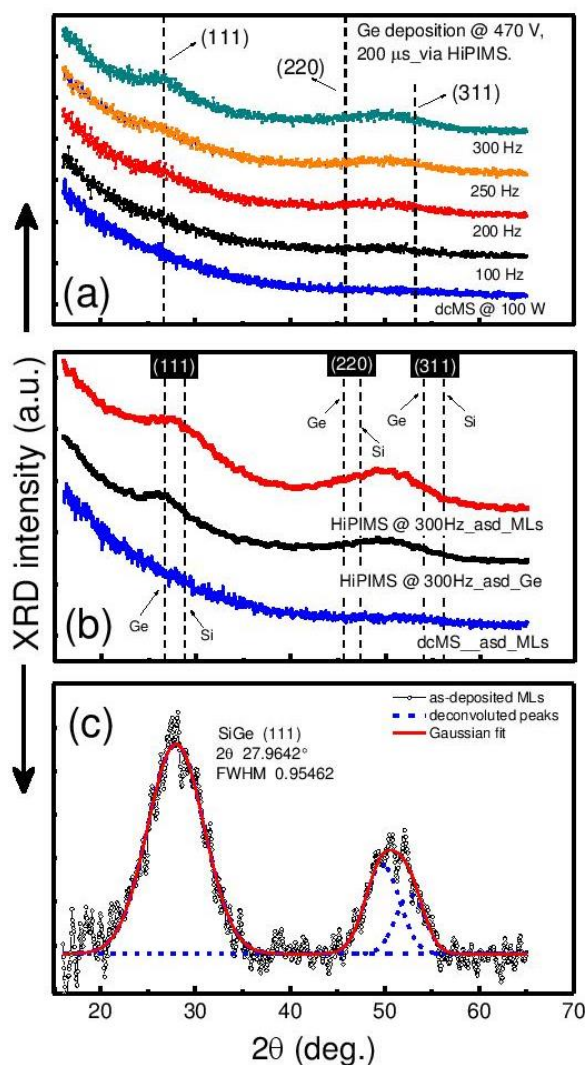 XRD intensity (a.u.)
(a)
(111)
(220)
(311)
Ge deposition @ 470 V,
200 µs_via HiPIMS.
300 Hz
250 Hz
200 Hz
100 Hz
dcMS @ 100 W
(b)
(111)
(220)
(311)
Ge
Si
Ge
Si
HiPIMS @ 300Hz_asd_MLs
HiPIMS @ 300Hz_asd_Ge
Ge
Si
dcMS__asd_MLs
(c)
SiGe (111)
2θ 27.9642°
FWHM 0.95462
as-deposited MLs
deconvoluted peaks
Gaussian fit
20 30 40 50 60 70
2θ (deg.)